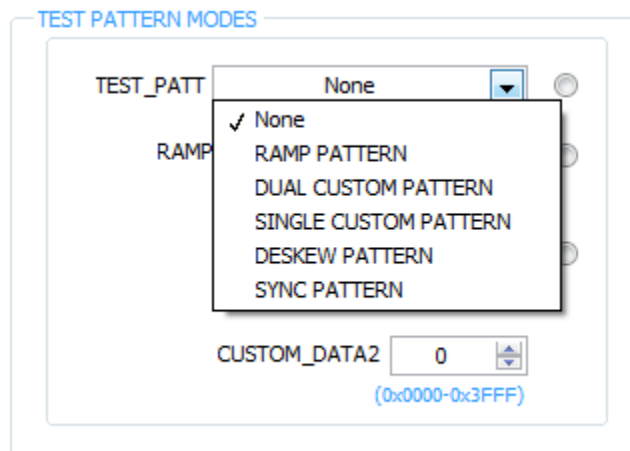 TEST PATTERN MODES
TEST_PATT None
✓ None
RAMP
RAMP PATTERN
DUAL CUSTOM PATTERN
SINGLE CUSTOM PATTERN
DESKEW PATTERN
SYNC PATTERN
CUSTOM_DATA2 0
(0x0000-0x3FFF)